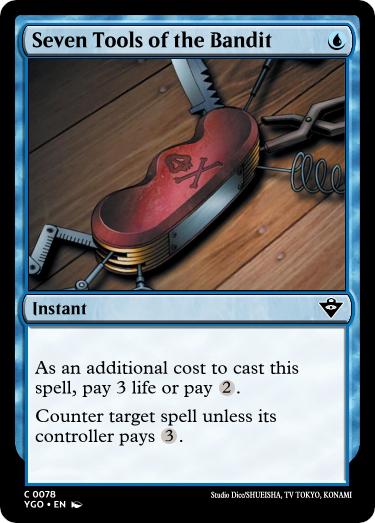 Seven Tools of the Bandit
Instant
As an additional cost to cast this
spell, pay 3 life or pay 2.
Counter target spell unless its
controller pays 3.
C 0078
YGO • EN
Studio Dice/SHUEISHA, TV TOKYO, KONAMI